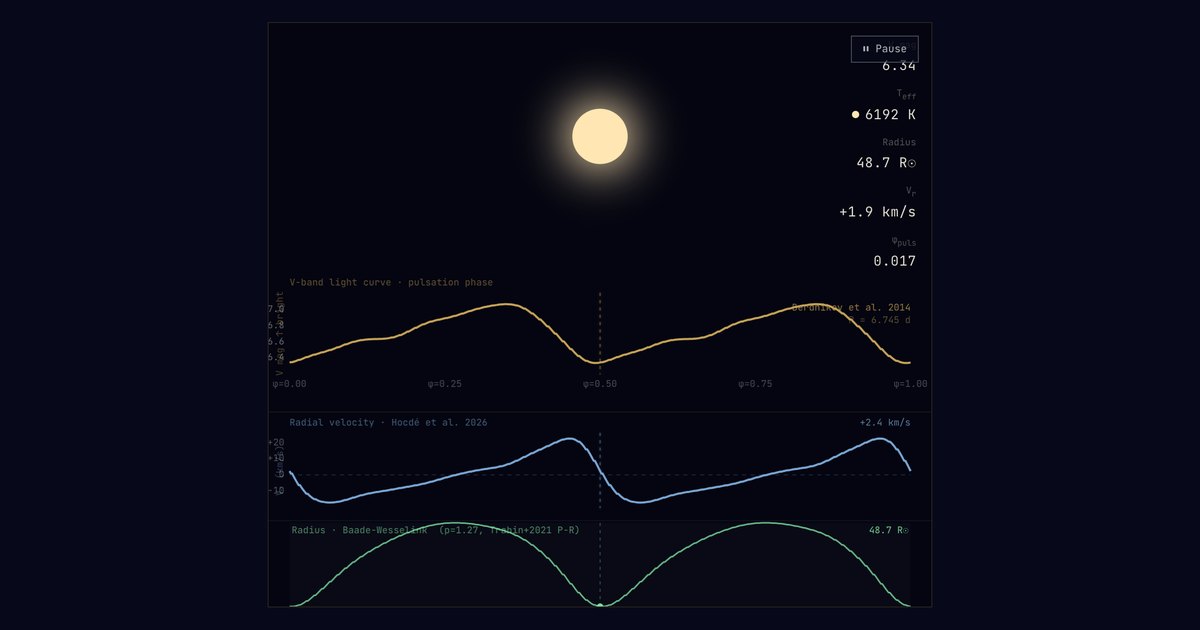 ⏸ Pause
6.34
Teff
6192 K
Radius
48.7 R☉
Vr
+1.9 km/s
φpuls
0.017
V-band light curve · pulsation phase
Berdnikov et al. 2014
= 6.745 d
6.6
φ=0.00 φ=0.25 φ=0.50 φ=0.75 φ=1.00
Radial velocity · Hocdé et al. 2026
+2.4 km/s
+20
-10
Radius · Baade-Wesselink (p=1.27, Trahin+2021 P-R)
48.7 R☉